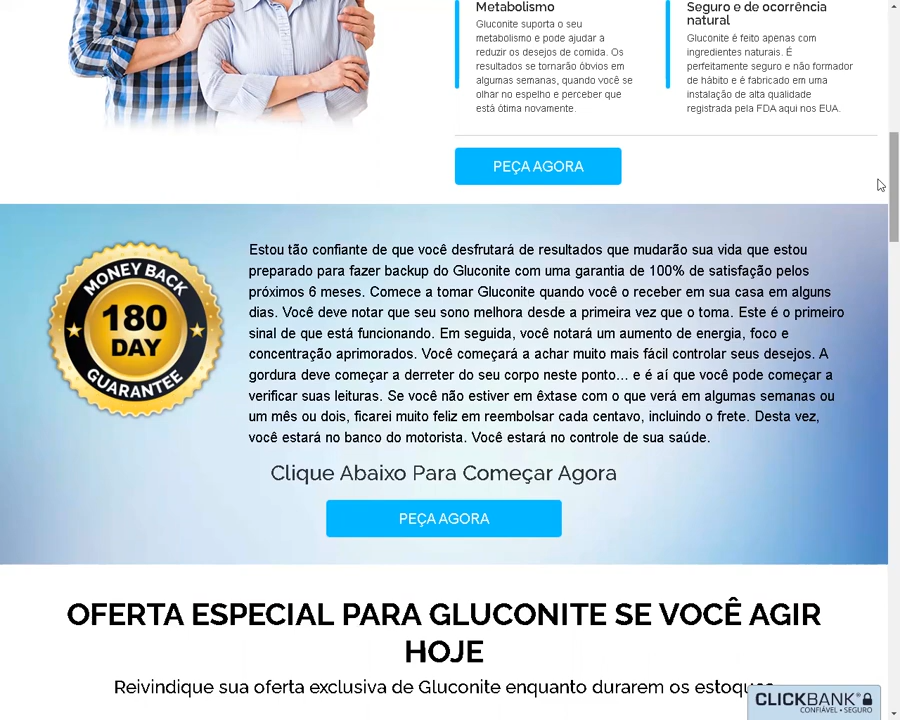 Metabolismo
Gluconite suporta o seu
metabolismo e pode ajudar a
reduzir os desejos de comida. Os
resultados se tornarão óbvios em
algumas semanas, quando você se
olhar no espelho e perceber que
está ótima novamente.
Seguro e de ocorrência
natural
Gluconite é feito apenas com
ingredientes naturais. É
perfeitamente seguro e não formador
de hábito e é fabricado em uma
instalação de alta qualidade
registrada pela FDA aqui nos EUA.
PEÇA AGORA
MONEY BACK
180
DAY
GUARANTEE
Estou tão confiante de que você desfrutará de resultados que mudarão sua vida que estou
preparado para fazer backup do Gluconite com uma garantia de 100% de satisfação pelos
próximos 6 meses. Comece a tomar Gluconite quando você o receber em sua casa em alguns
dias. Você deve notar que seu sono melhora desde a primeira vez que o toma. Este é o primeiro
sinal de que está funcionando. Em seguida, você notará um aumento de energia, foco e
concentração aprimorados. Você começará a achar muito mais fácil controlar seus desejos. A
gordura deve começar a derreter do seu corpo neste ponto... e é aí que você pode começar a
verificar suas leituras. Se você não estiver em êxtase com o que verá em algumas semanas ou
um mês ou dois, ficarei muito feliz em reembolsar cada centavo, incluindo o frete. Desta vez,
você estará no banco do motorista. Você estará no controle de sua saúde.
Clique Abaixo Para Começar Agora
PEÇA AGORA
OFERTA ESPECIAL PARA GLUCONITE SE VOCÊ AGIR
HOJE
Reivindique sua oferta exclusiva de Gluconite enquanto durarem os
CLICKBANK®
CONFIÁVEL • SEGURO